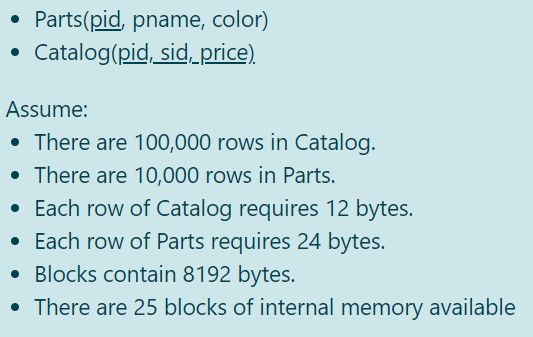 • Parts(pid, pname, color)
• Catalog(pid, sid, price)
Assume:
• There are 100,000 rows in Catalog.
• There are 10,000 rows in Parts.
• Each row of Catalog requires 12 bytes.
• Each row of Parts requires 24 bytes.
• Blocks contain 8192 bytes.
• There are 25 blocks of internal memory available